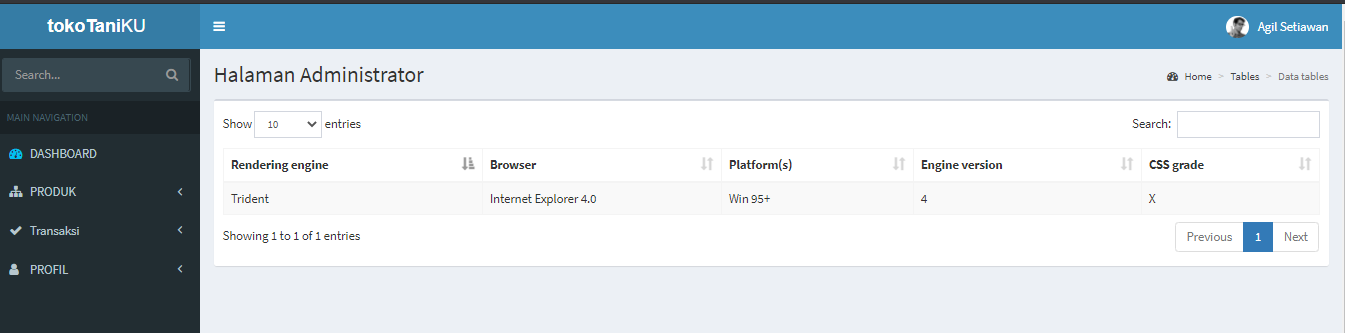 tokoTaniKU
Agil Setiawan
Search...
MAIN NAVIGATION
DASHBOARD
PRODUK
Transaksi
PROFIL
Halaman Administrator
Home > Tables > Data tables
Show 10 entries
Search:
Rendering engine Browser Platform(s) Engine version CSS grade
Trident Internet Explorer 4.0 Win 95+ 4 X
Showing 1 to 1 of 1 entries
Previous 1 Next